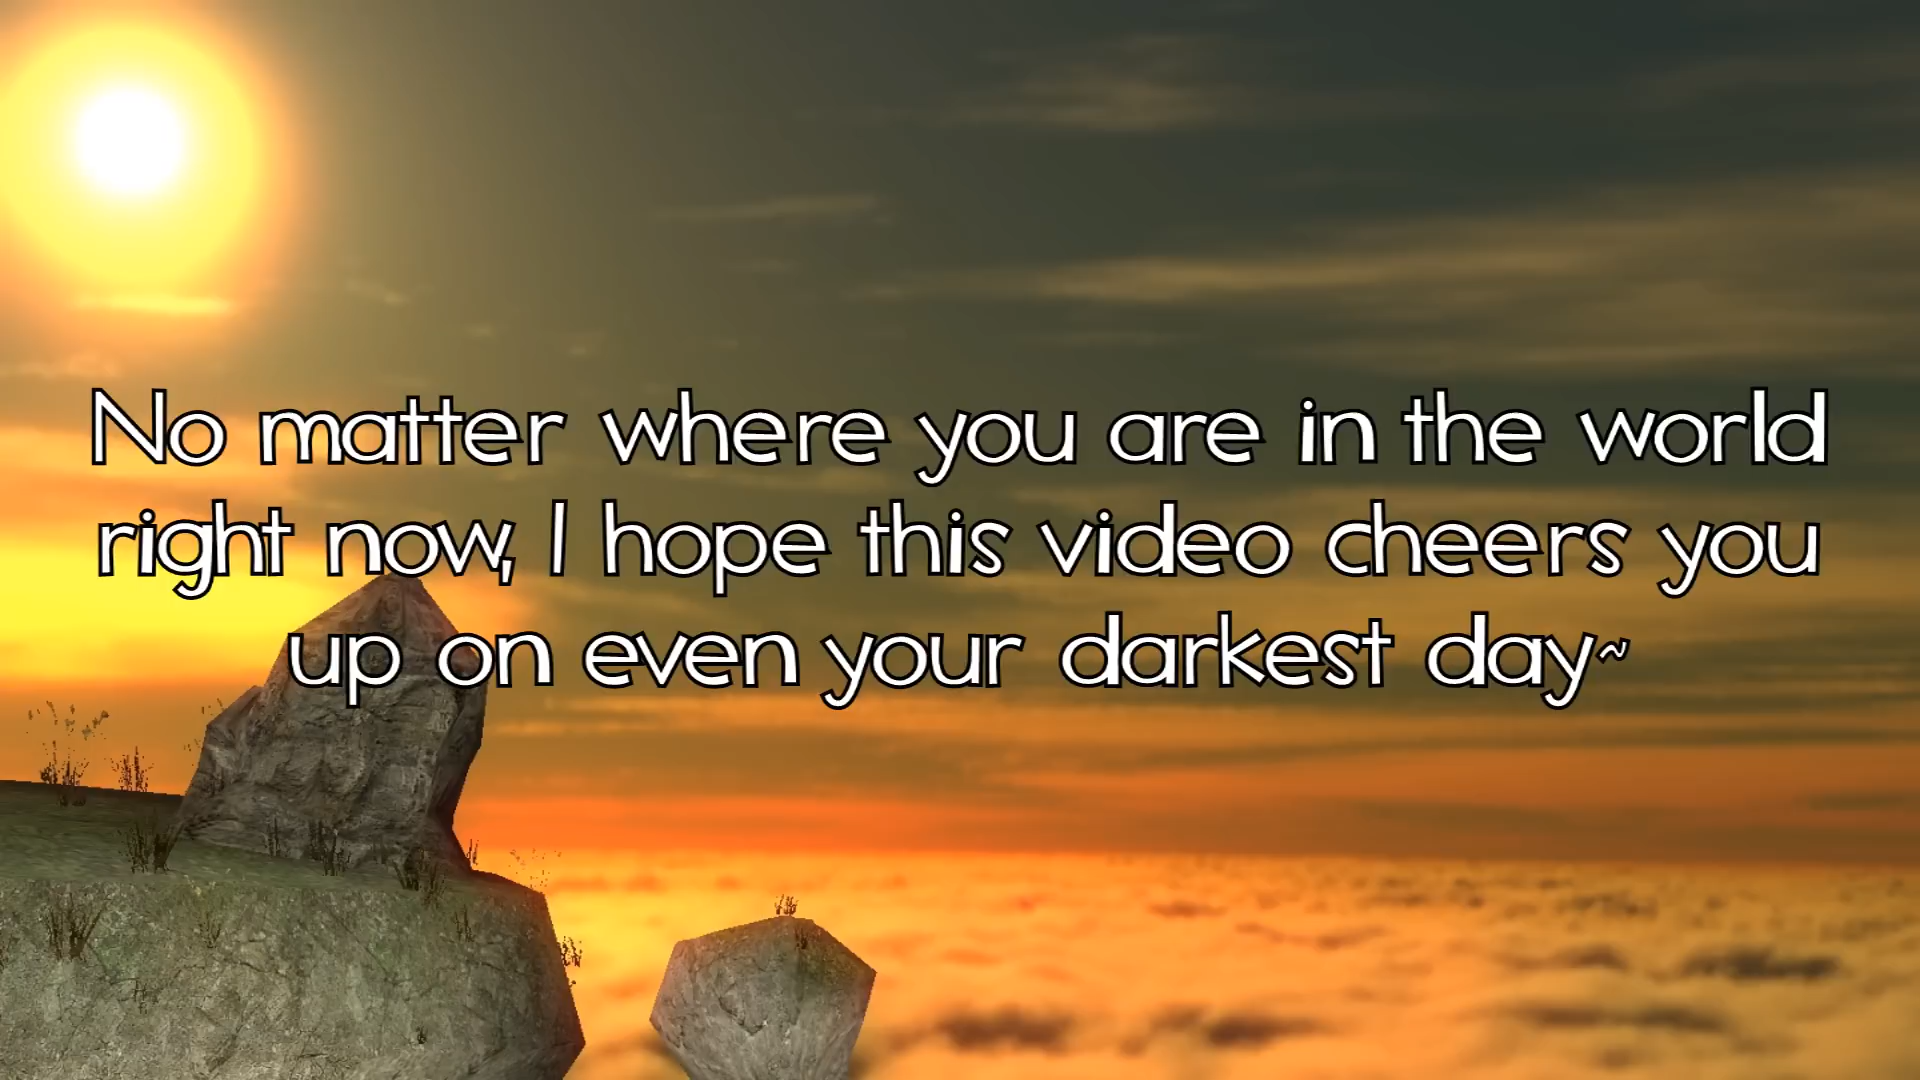 No matter where you are in the world
right now, I hope this video cheers you
up on even your darkest day~